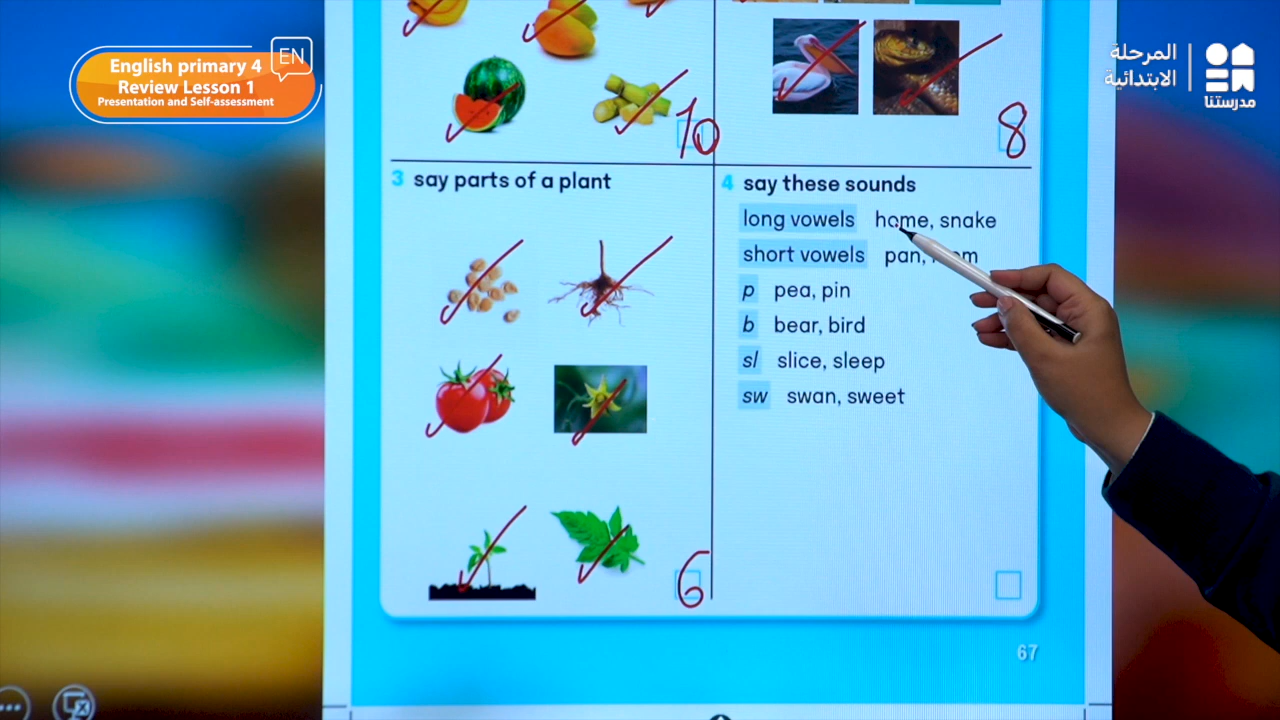 English primary 4
EN
Review Lesson 1
Presentation and Self-assessment
المرحلة
الابتدائية
مدرستنا
10
8
3 say parts of a plant
6
4 say these sounds
long vowels home, snake
short vowels pan,
p pea, pin
b bear, bird
sl slice, sleep
sw swan, sweet
67